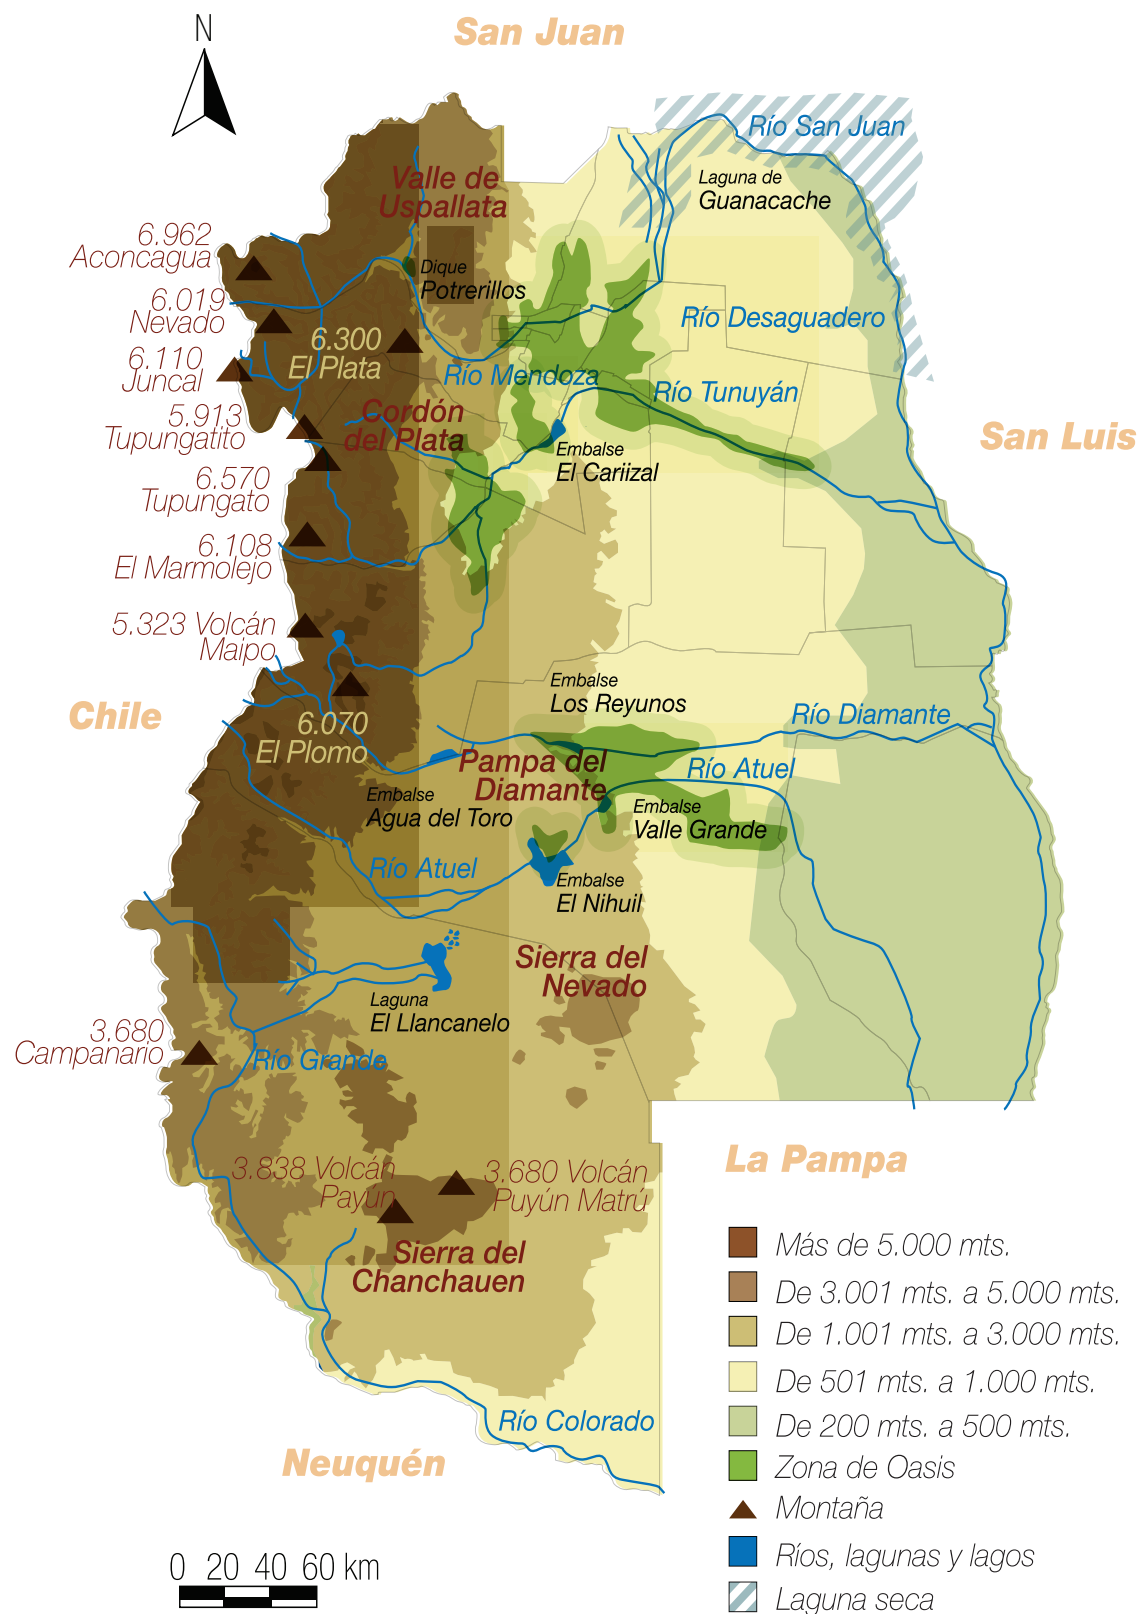 N
San Juan
Río San Juan
Valle de
Uspallata
Laguna de
Guanacache
6.962
Aconcagua
Dique
Potrerillos
6.019
Nevado
6.300
El Plata
Río Desaguadero
6.110
Juncal
Río Mendoza
Río Tunuyán
5.913
Tupungatito
Cordón
del Plata
San Luis
Embalse
El Cariizal
6.570
Tupungato
6.108
El Marmolejo
5.323 Volcán
Maipo
Embalse
Los Reyunos
Chile
Río Diamante
6.070
El Plomo
Pampa del
Diamante
Río Atuel
Embalse
Agua del Toro
Embalse
Valle Grande
Río Atuel
Embalse
El Nihuil
Sierra del
Nevado
Laguna
El Llancanelo
3.680
Campanario
Río Grande
La Pampa
3.838 Volcán
Payún
3.680 Volcán
Puyún Matrú
Sierra del
Chanchauen
Más de 5.000 mts.
De 3.001 mts. a 5.000 mts.
De 1.001 mts. a 3.000 mts.
De 501 mts. a 1.000 mts.
De 200 mts. a 500 mts.
Río Colorado
Neuquén
Zona de Oasis
Montaña
Ríos, lagunas y lagos
Laguna seca
0 20 40 60 km